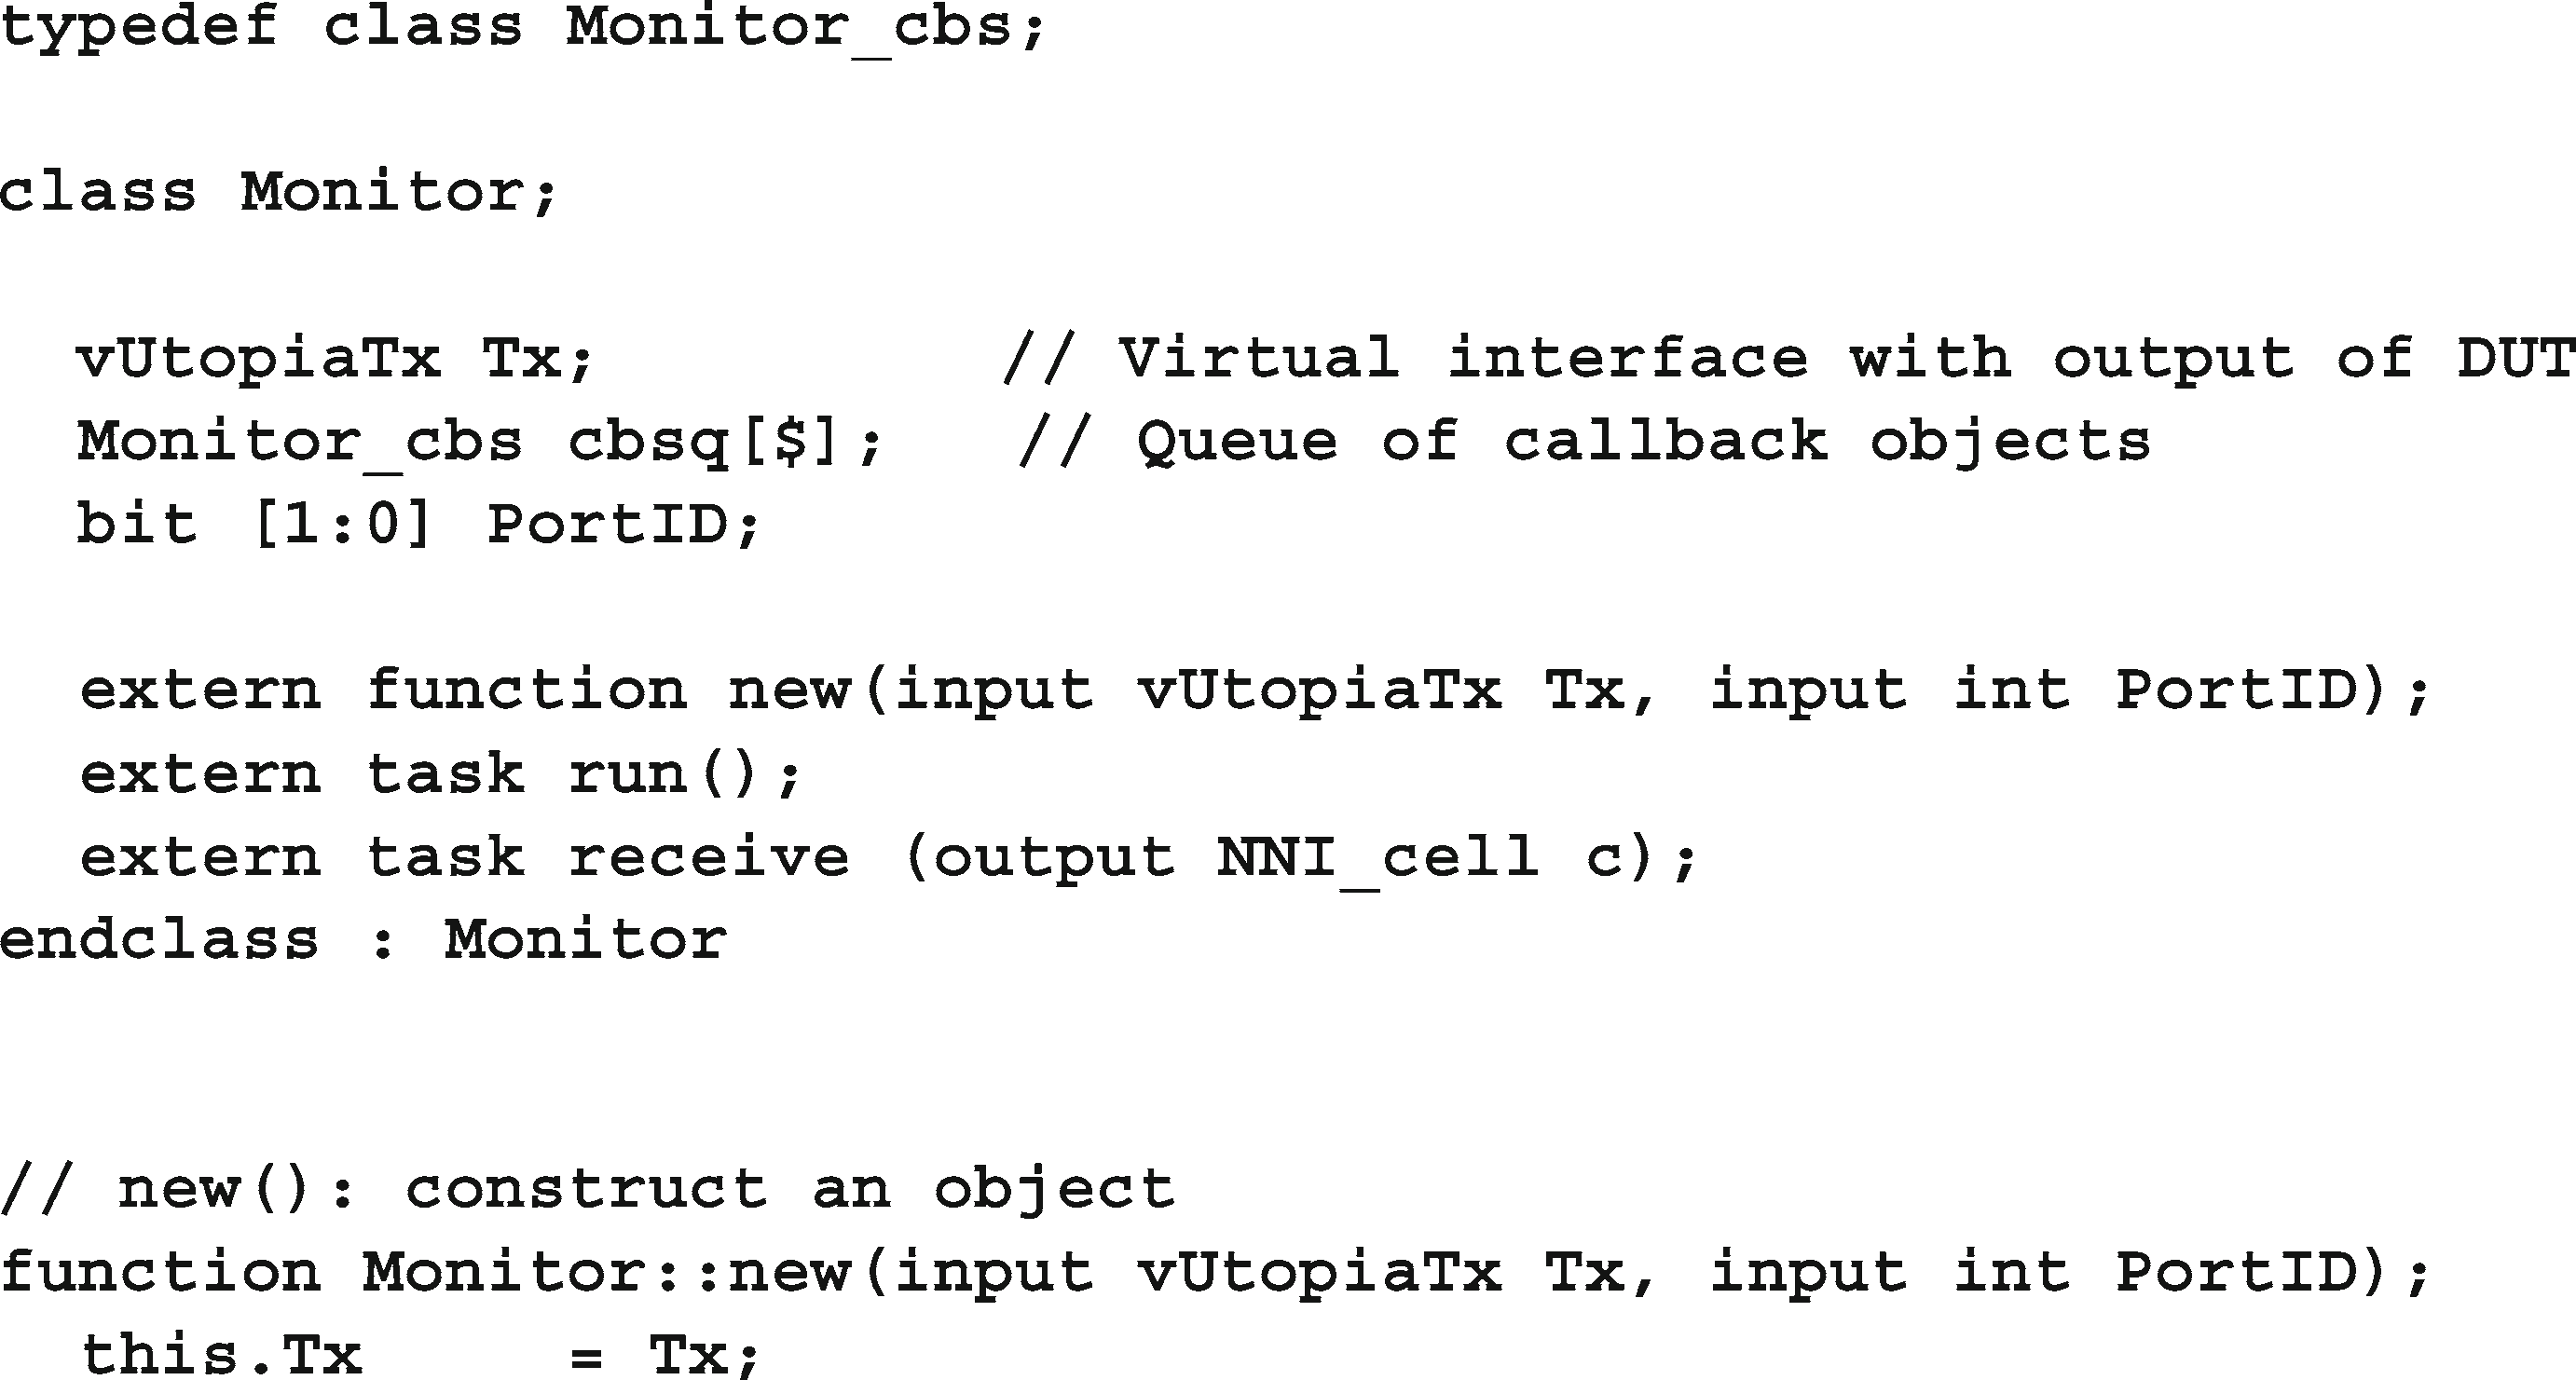 typedef class Monitor_cbs;
class Monitor;
vUtopiaTx Tx; // Virtual interface with output of DUT
Monitor_cbs cbsq[$]; // Queue of callback objects
bit [1:0] PortID;
extern function new(input vUtopiaTx Tx, input int PortID);
extern task run();
extern task receive (output NNI_cell c);
endclass : Monitor
// new(): construct an object
function Monitor::new(input vUtopiaTx Tx, input int PortID);
this.Tx = Tx;